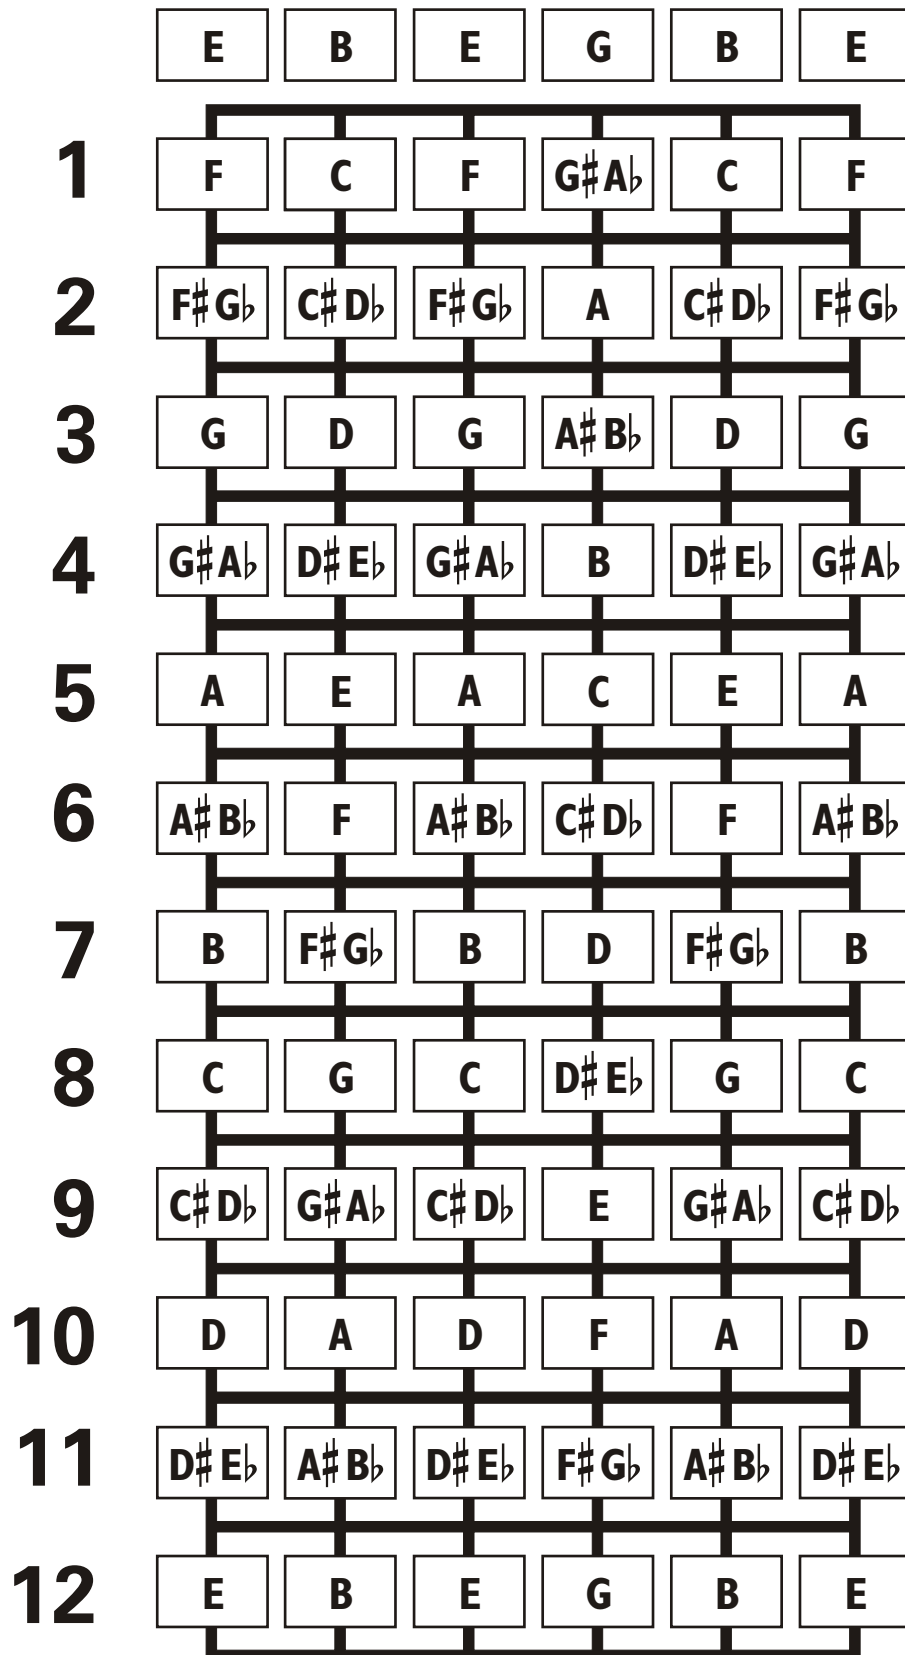 E B E G B E
1 F C F G♯A♭ C F
2 F♯G♭ C♯D♭ F♯G♭ A C♯D♭ F♯G♭
3 G D G A♯B♭ D G
4 G♯A♭ D♯E♭ G♯A♭ B D♯E♭ G♯A♭
5 A E A C E A
6 A♯B♭ F A♯B♭ C♯D♭ F A♯B♭
7 B F♯G♭ B D F♯G♭ B
8 C G C D♯E♭ G C
9 C♯D♭ G♯A♭ C♯D♭ E G♯A♭ C♯D♭
10 D A D F A D
11 D♯E♭ A♯B♭ D♯E♭ F♯G♭ A♯B♭ D♯E♭
12 E B E G B E